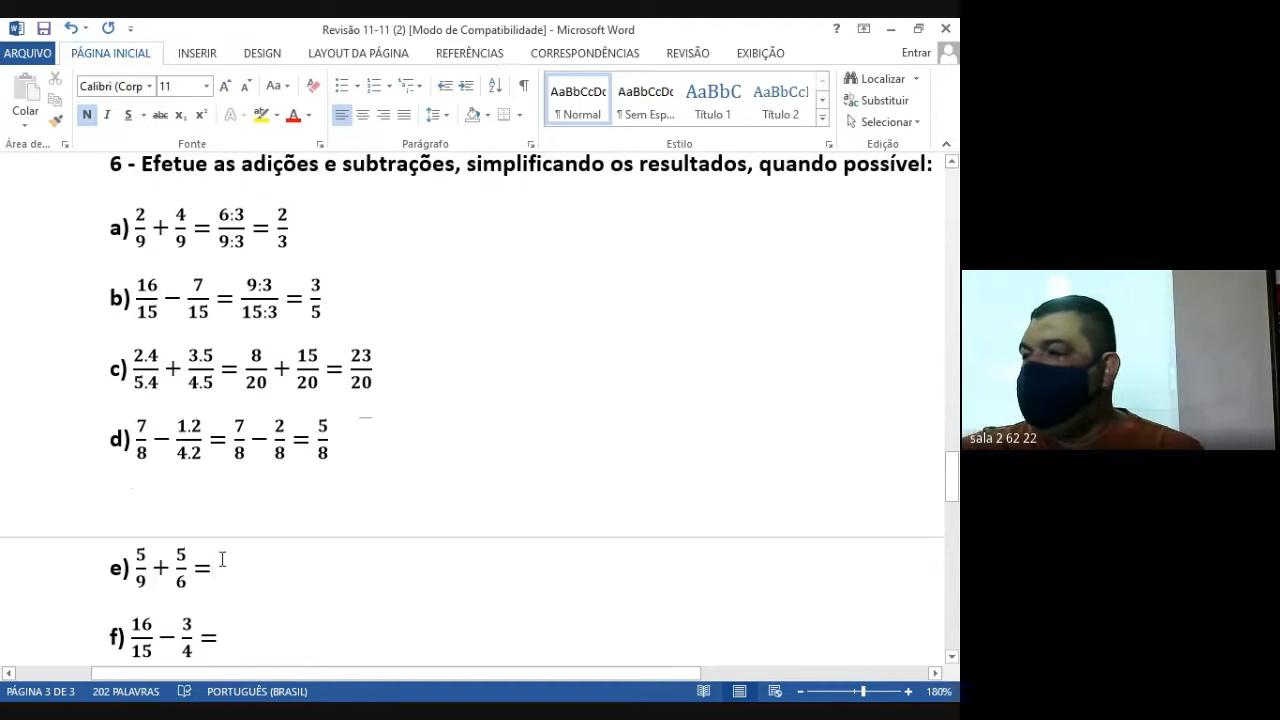 Revisão 11-11 (2) [Modo de Compatibilidade] - Microsoft Word
ARQUIVO PÁGINA INICIAL INSERIR DESIGN LAYOUT DA PÁGINA REFERÊNCIAS CORRESPONDÊNCIAS REVISÃO EXIBIÇÃO Entrar
Calibri (Corp 11 Aa Localizar
Colar N I S abc x₂ x² A A Substituir
AaBbCcDc AaBbCcDc AaBbC AaBbCcI
¶ Normal ¶ Sem Esp... Título 1 Título 2 Selecionar
Área de... Fonte Parágrafo Estilo Edição
6 - Efetue as adições e subtrações, simplificando os resultados, quando possível:
a) 2/9 + 4/9 = 6:3/9:3 = 2/3
b) 16/15 − 7/15 = 9:3/15:3 = 3/5
c) 2.4/5.4 + 3.5/4.5 = 8/20 + 15/20 = 23/20
d) 7/8 − 1.2/4.2 = 7/8 − 2/8 = 5/8
e) 5/9 + 5/6 =
f) 16/15 − 3/4 =
PÁGINA 3 DE 3 202 PALAVRAS PORTUGUÊS (BRASIL) 180%
sala 2 62 22